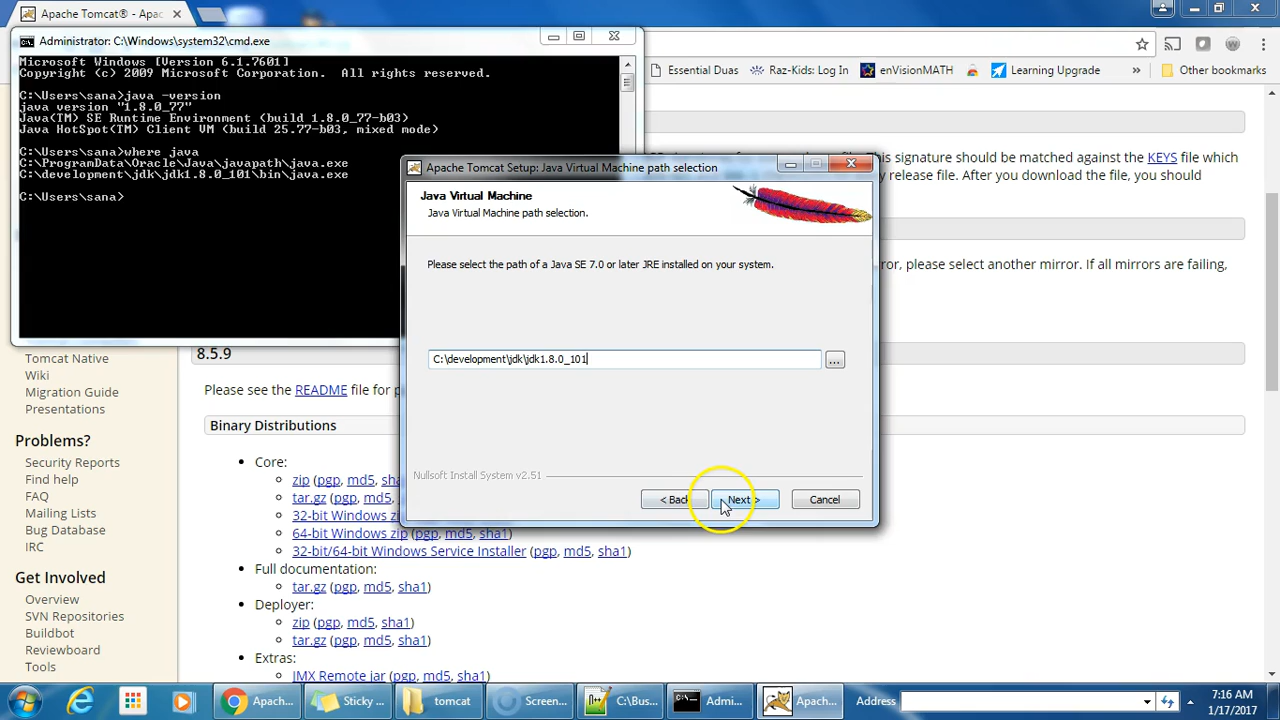 Apache Tomcat® - Apac
Administrator: C:\Windows\system32\cmd.exe
Microsoft Windows [Version 6.1.7601]
Copyright (c) 2009 Microsoft Corporation.  All rights reserved.
C:\Users\sana>java -version
java version "1.8.0_77"
Java(TM) SE Runtime Environment (build 1.8.0_77-b03)
Java HotSpot(TM) Client VM (build 25.77-b03, mixed mode)
C:\Users\sana>where java
C:\ProgramData\Oracle\Java\javapath\java.exe
C:\development\jdk\jdk1.8.0_101\bin\java.exe
C:\Users\sana>
Essential Duas
Raz-Kids: Log In
enVisionMATH
Learning Upgrade
»
Other bookmarks
file. This signature should be matched against the KEYS file which
y release file. After you download the file, you should
ror, please select another mirror. If all mirrors are failing,
Apache Tomcat Setup: Java Virtual Machine path selection
Java Virtual Machine
Java Virtual Machine path selection.
Please select the path of a Java SE 7.0 or later JRE installed on your system.
C:\development\jdk\jdk1.8.0_101
...
Nullsoft Install System v2.51
< Back
Next >
Cancel
Tomcat Native
Wiki
Migration Guide
Presentations
Problems?
Security Reports
Find help
FAQ
Mailing Lists
Bug Database
IRC
Get Involved
Overview
SVN Repositories
Buildbot
Reviewboard
Tools
8.5.9
Please see the README file for p
Binary Distributions
Core:
zip (pgp, md5, sha
tar.gz (pgp, md5,
32-bit Windows zi
64-bit Windows zip (pgp, md5, sha1)
32-bit/64-bit Windows Service Installer (pgp, md5, sha1)
Full documentation:
tar.gz (pgp, md5, sha1)
Deployer:
zip (pgp, md5, sha1)
tar.gz (pgp, md5, sha1)
Extras:
JMX Remote jar (pgp, md5, sha1)
Apach...
Sticky ...
tomcat
Screen...
C:\Bus...
Admi...
Apach...
Address
7:16 AM
1/17/2017